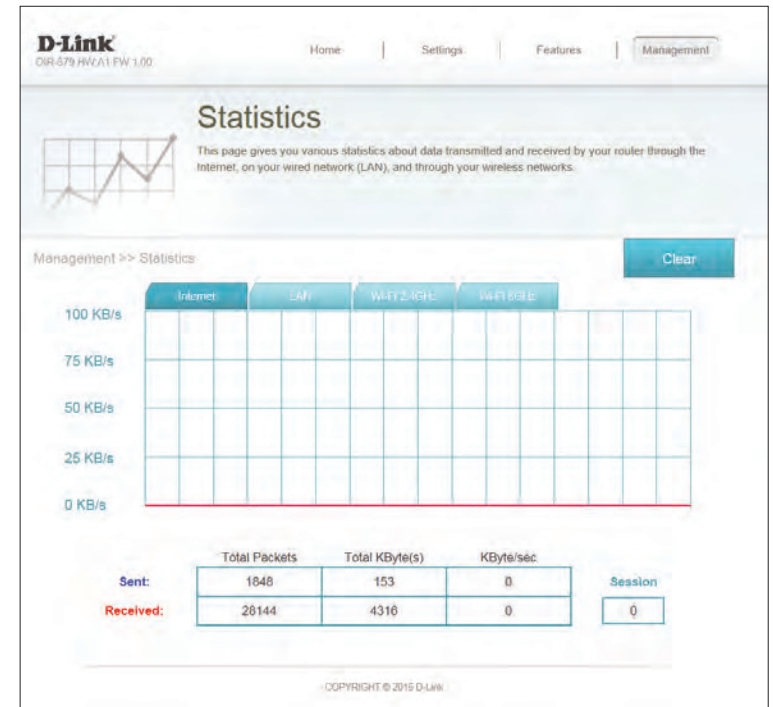 D-Link
DIR-879 HW:A1 FW:1.00
Home | Settings | Features | Management
Statistics
This page gives you various statistics about data transmitted and received by your router through the
Internet, on your wired network (LAN), and through your wireless networks.
Management >> Statistics
Clear
Internet LAN Wi-Fi 2.4GHz Wi-Fi 5GHz
100 KB/s
75 KB/s
50 KB/s
25 KB/s
0 KB/s
Total Packets Total KByte(s) KByte/sec
Sent: 1848 153 0 Session
Received: 28144 4316 0 0
COPYRIGHT © 2015 D-Link